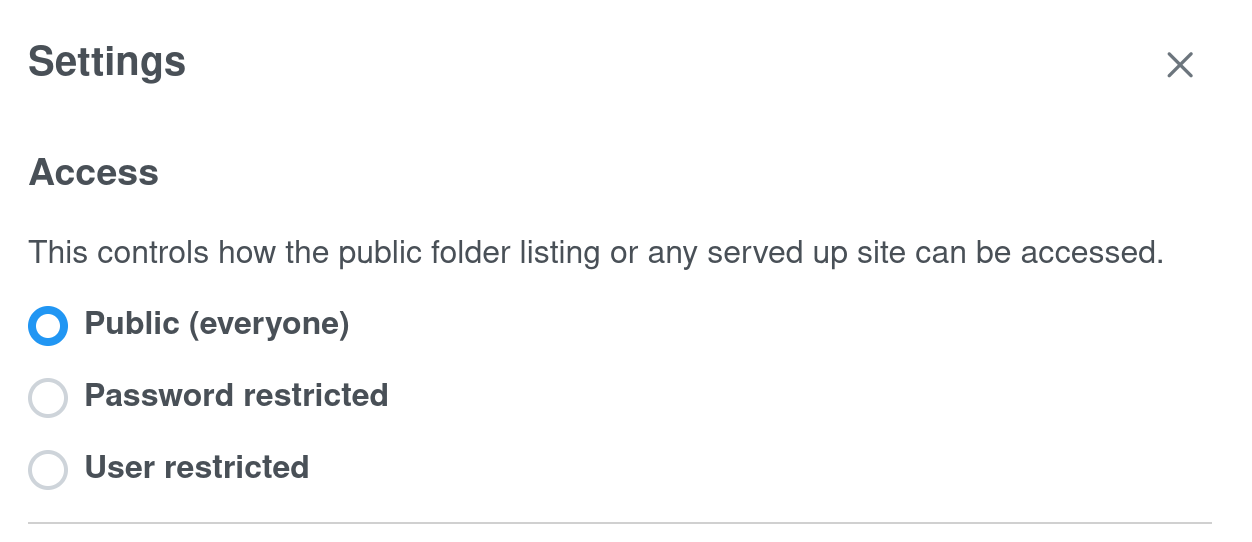 Settings
Access
This controls how the public folder listing or any served up site can be accessed.
Public (everyone)
Password restricted
User restricted